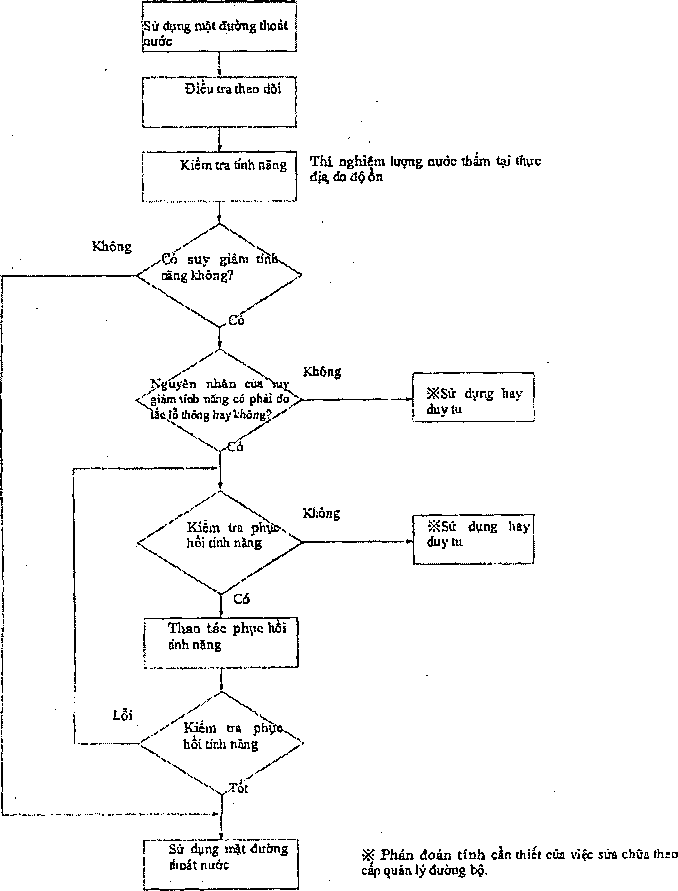 Sử dụng mặt đường thoát
nước
Điều tra theo dõi
Kiểm tra tính năng
Thí nghiệm lượng nước thấm tại thực
địa, đo độ ồn
Không
Có suy giảm tính
năng không?
Có
Nguyên nhân của suy
giảm tính năng có phải do
tắc lỗ thông hay không?
Không
※Sử dụng hay
duy tu
Có
Kiểm tra phục
hồi tính năng
Không
※Sử dụng hay
duy tu
Có
Thao tác phục hồi
tính năng
Lỗi
Kiểm tra phục
hồi tính năng
Tốt
Sử dụng mặt đường
thoát nước
※ Phán đoán tính cần thiết của việc sửa chữa theo
cấp quản lý đường bộ.